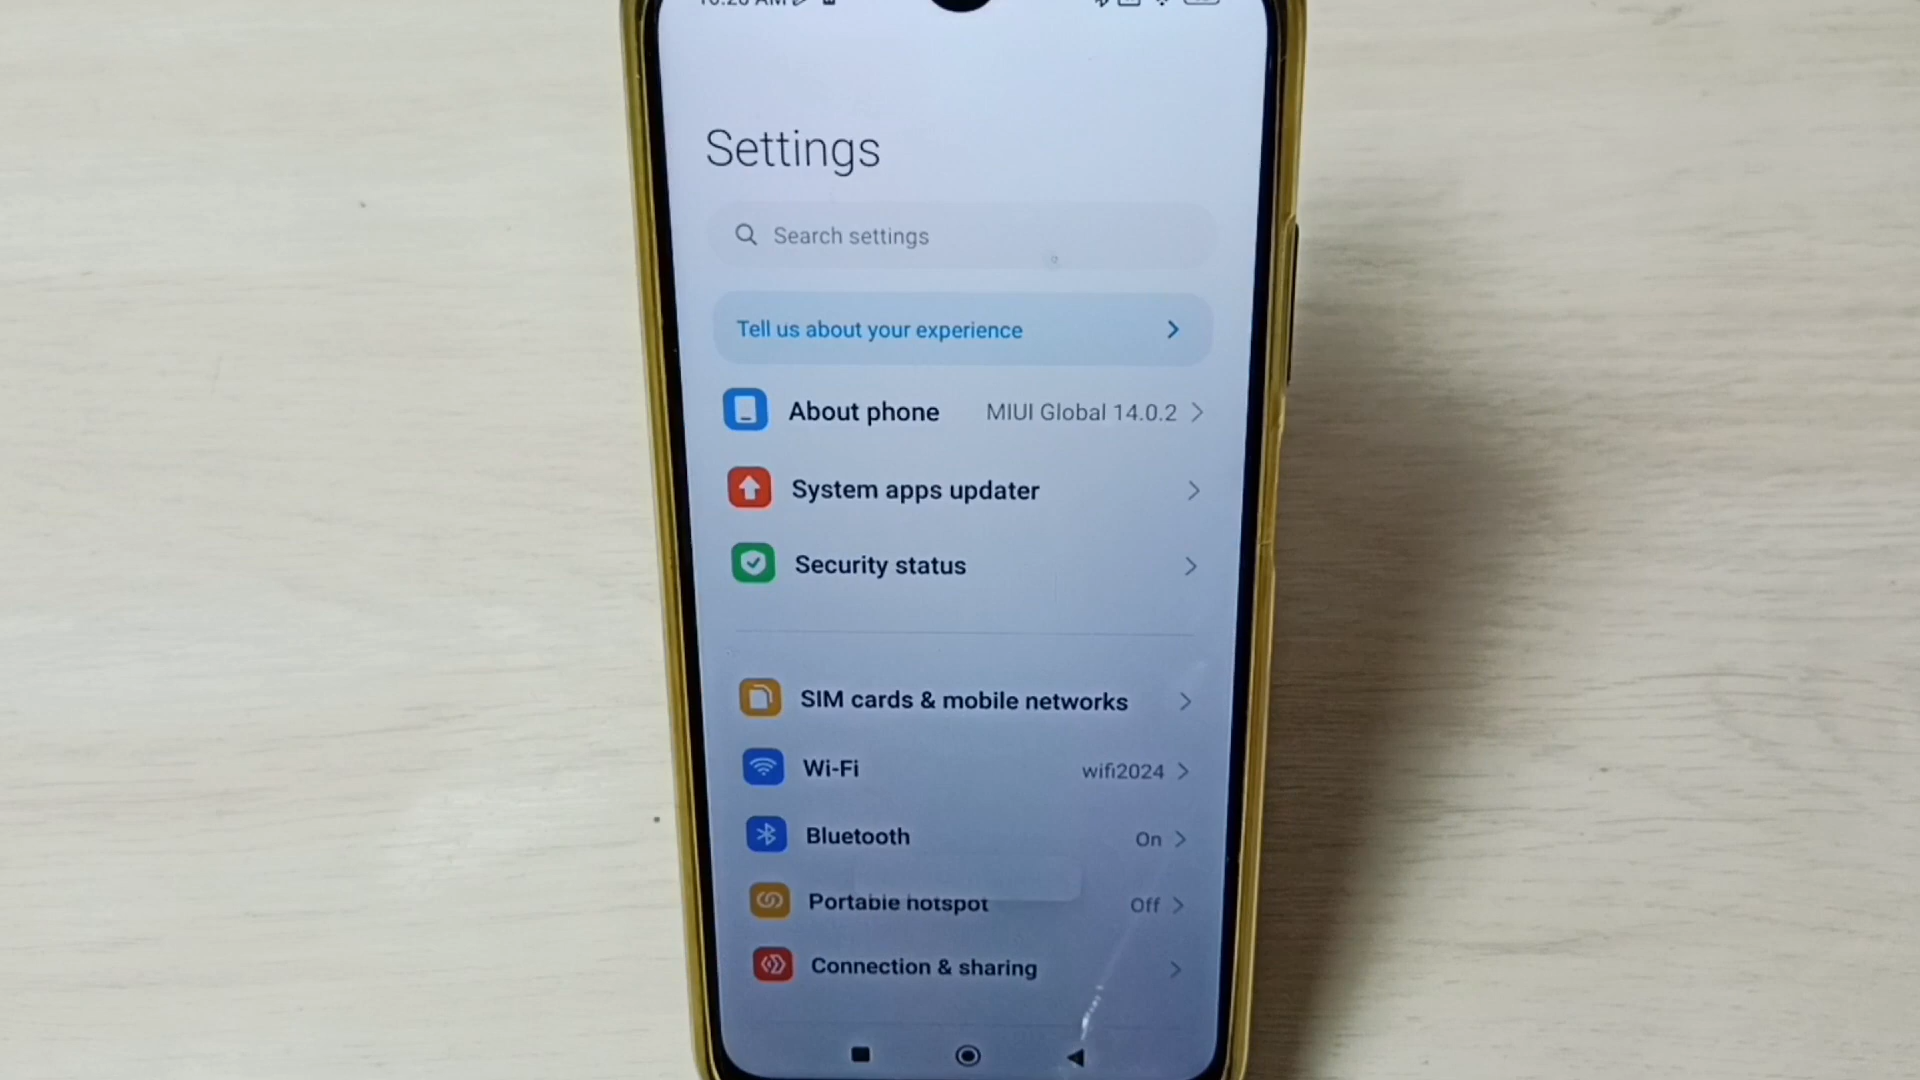 Settings
Search settings
Tell us about your experience
About phone MIUI Global 14.0.2
System apps updater
Security status
SIM cards & mobile networks
Wi-Fi wifi2024
Bluetooth On
Portable hotspot Off
Connection & sharing